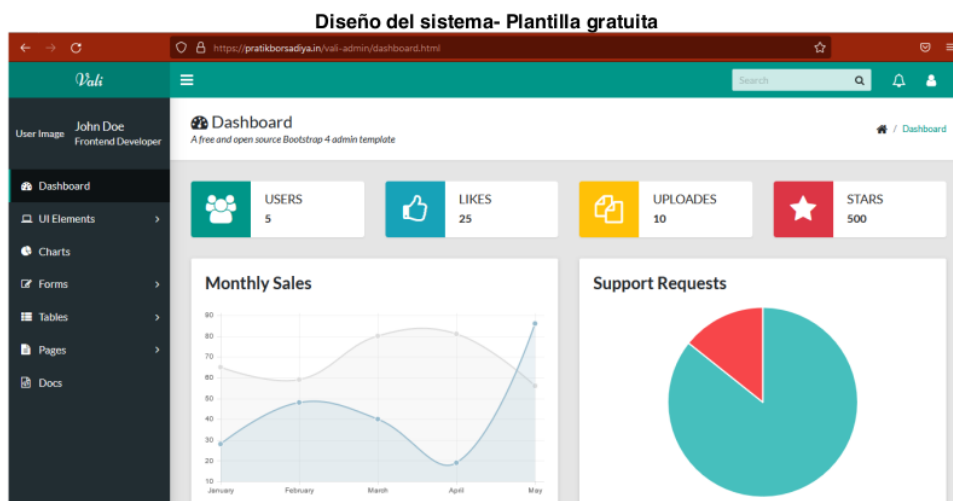 Diseño del sistema- Plantilla gratuita
https://pratikborsadiya.in/vali-admin/dashboard.html
Vali
Search
User Image
John Doe
Frontend Developer
Dashboard
A free and open source Bootstrap 4 admin template
/ Dashboard
Dashboard
UI Elements
Charts
Forms
Tables
Pages
Docs
USERS
5
LIKES
25
UPLOADES
10
STARS
500
Monthly Sales
90
80
70
60
50
40
30
20
10
January February March April May
Support Requests